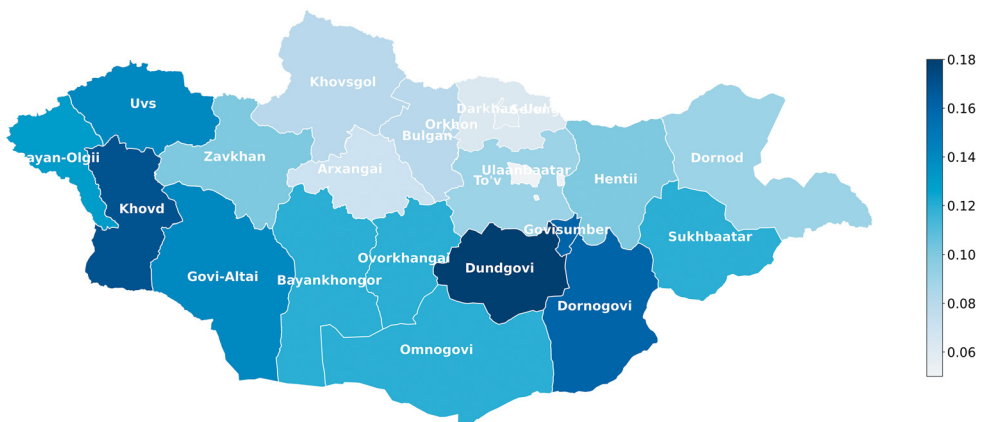 Khovsgol
Uvs
Darkhan-Uul
Orkhon
Bulgan
ayan-Olgii
Zavkhan
Arxangai
Ulaanbaatar
To'v
Hentii
Dornod
Khovd
Govisumber
Sukhbaatar
Ovorkhangai
Dundgovi
Govi-Altai
Bayankhongor
Dornogovi
Omnogovi
0.18
0.16
0.14
0.12
0.10
0.08
0.06